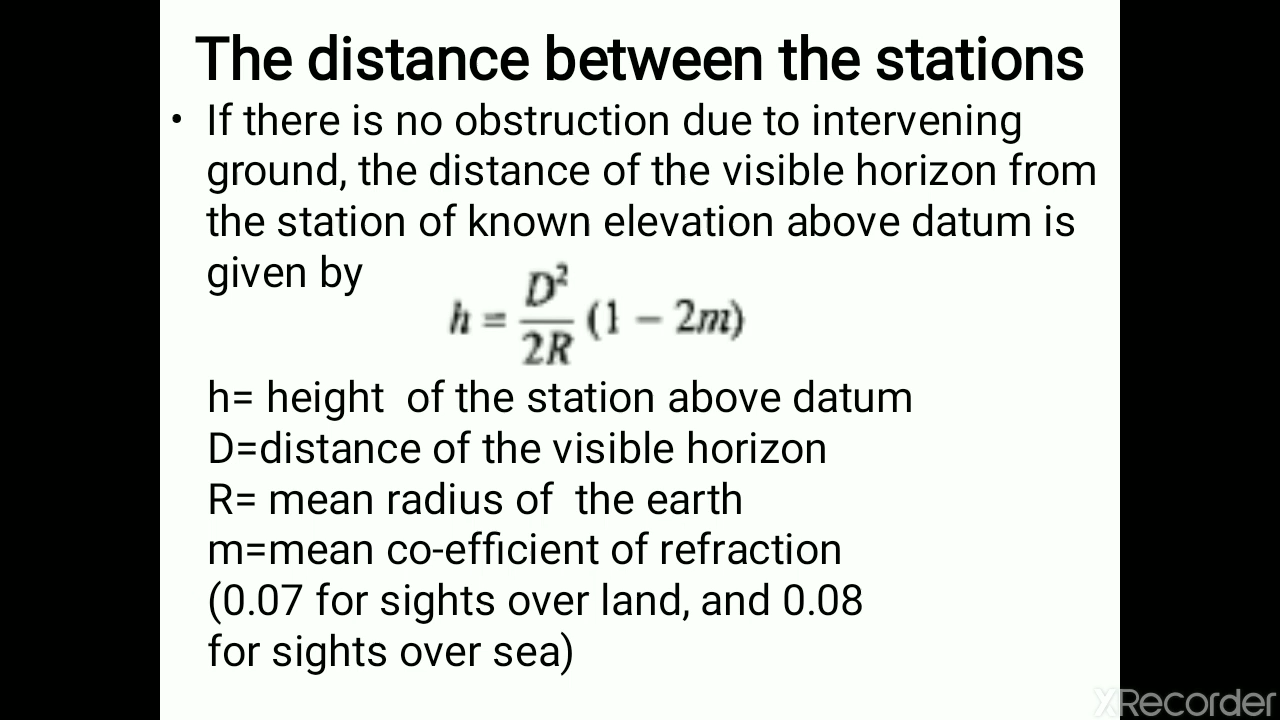 The distance between the stations
• If there is no obstruction due to intervening
ground, the distance of the visible horizon from
the station of known elevation above datum is
given by
h = D²/2R (1 − 2m)
h= height of the station above datum
D=distance of the visible horizon
R= mean radius of the earth
m=mean co-efficient of refraction
(0.07 for sights over land, and 0.08
for sights over sea)
XRecorder